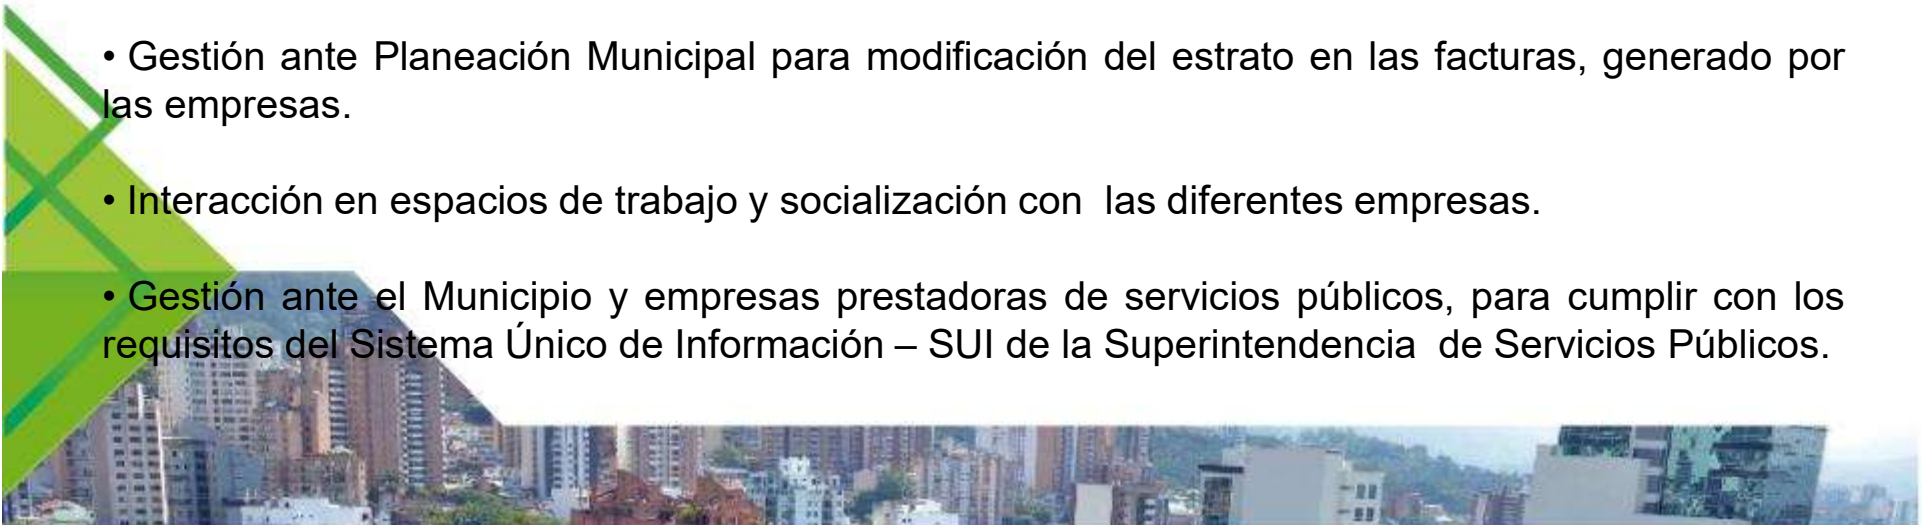 • Gestión ante Planeación Municipal para modificación del estrato en las facturas, generado por
las empresas.
• Interacción en espacios de trabajo y socialización con  las diferentes empresas.
• Gestión ante el Municipio y empresas prestadoras de servicios públicos, para cumplir con los
requisitos del Sistema Único de Información – SUI de la Superintendencia  de Servicios Públicos.